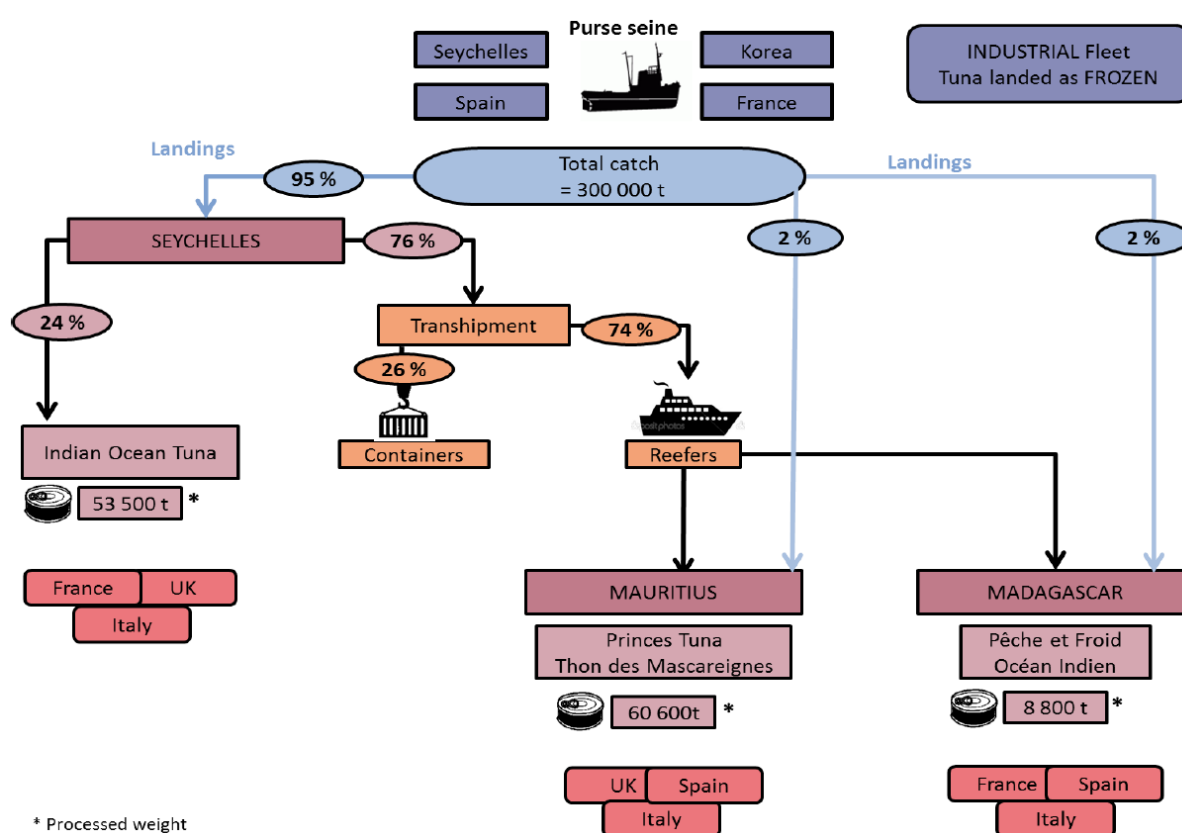 Purse seine
Seychelles
Korea
Spain
France
INDUSTRIAL Fleet
Tuna landed as FROZEN
Landings
Landings
Total catch
= 300 000 t
95 %
2 %
2 %
SEYCHELLES
76 %
24 %
Transhipment
74 %
26 %
depositphotos
Indian Ocean Tuna
Containers
Reefers
53 500 t *
France
UK
Italy
MAURITIUS
MADAGASCAR
Princes Tuna
Thon des Mascareignes
Pêche et Froid
Océan Indien
60 600t *
8 800 t *
UK
Spain
Italy
France
Spain
Italy
* Processed weight